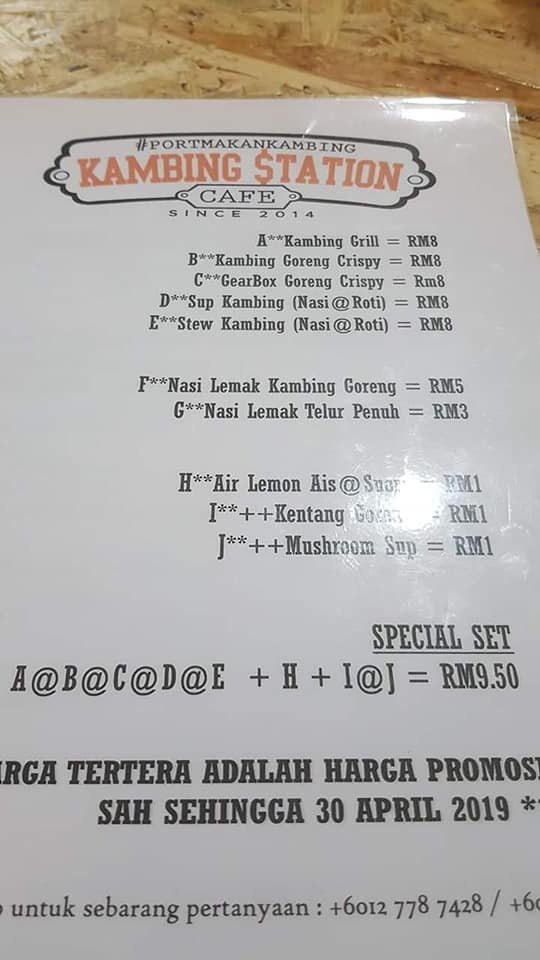 #PORTMAKANKAMBING
KAMBING $TATION
CAFE
SINCE 2014
A**Kambing Grill = RM8
B**Kambing Goreng Crispy = RM8
C**GearBox Goreng Crispy = Rm8
D**Sup Kambing (Nasi@Roti) = RM8
E**Stew Kambing (Nasi@Roti) = RM8
F**Nasi Lemak Kambing Goreng = RM5
G**Nasi Lemak Telur Penuh = RM3
H**Air Lemon Ais@ = RM1
I**++Kentang = RM1
J**++Mushroom Sup = RM1
SPECIAL SET
A@B@C@D@E + H + I@J = RM9.50
TERTERA ADALAH HARGA
SAH SEHINGGA 30 APRIL 2019 **
untuk sebarang pertanyaan : +6012 778 7428 /